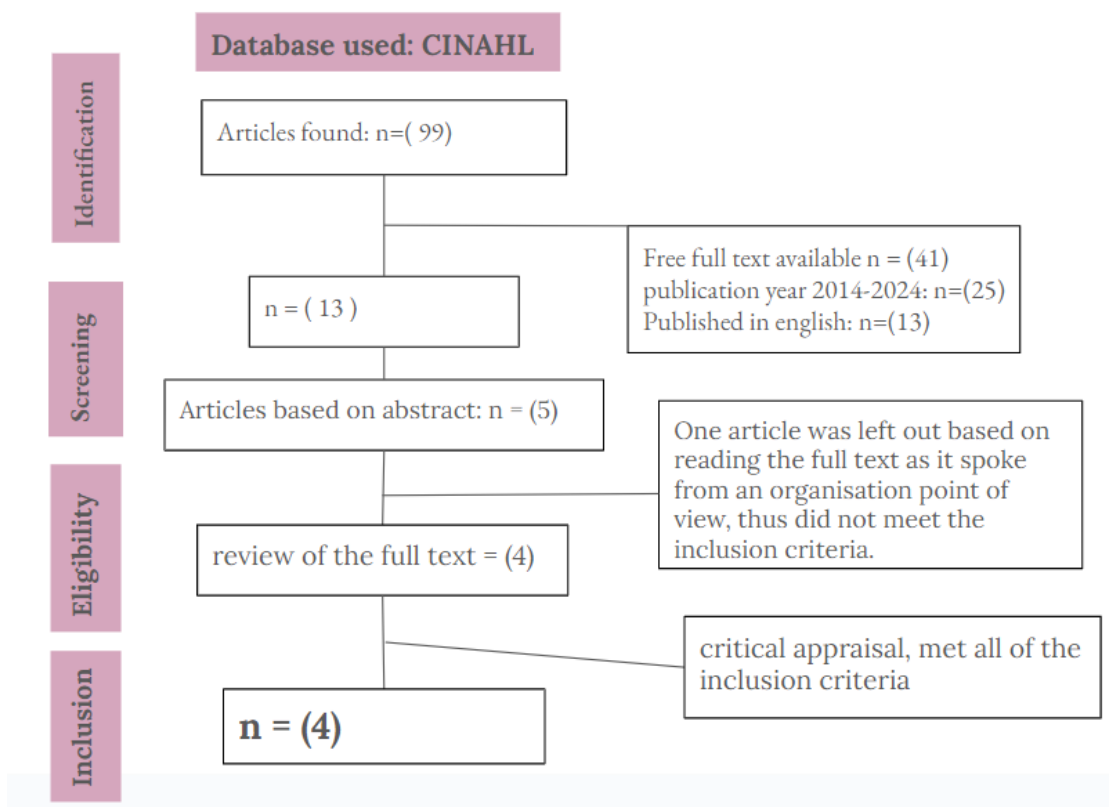 Database used: CINAHL
Identification
Articles found: n=( 99)
Free full text available n = (41)
publication year 2014-2024: n=(25)
Published in english: n=(13)
Screening
n = ( 13 )
Articles based on abstract: n = (5)
One article was left out based on
reading the full text as it spoke
from an organisation point of
view, thus did not meet the
inclusion criteria.
Eligibility
review of the full text = (4)
critical appraisal, met all of the
inclusion criteria
Inclusion
n = (4)